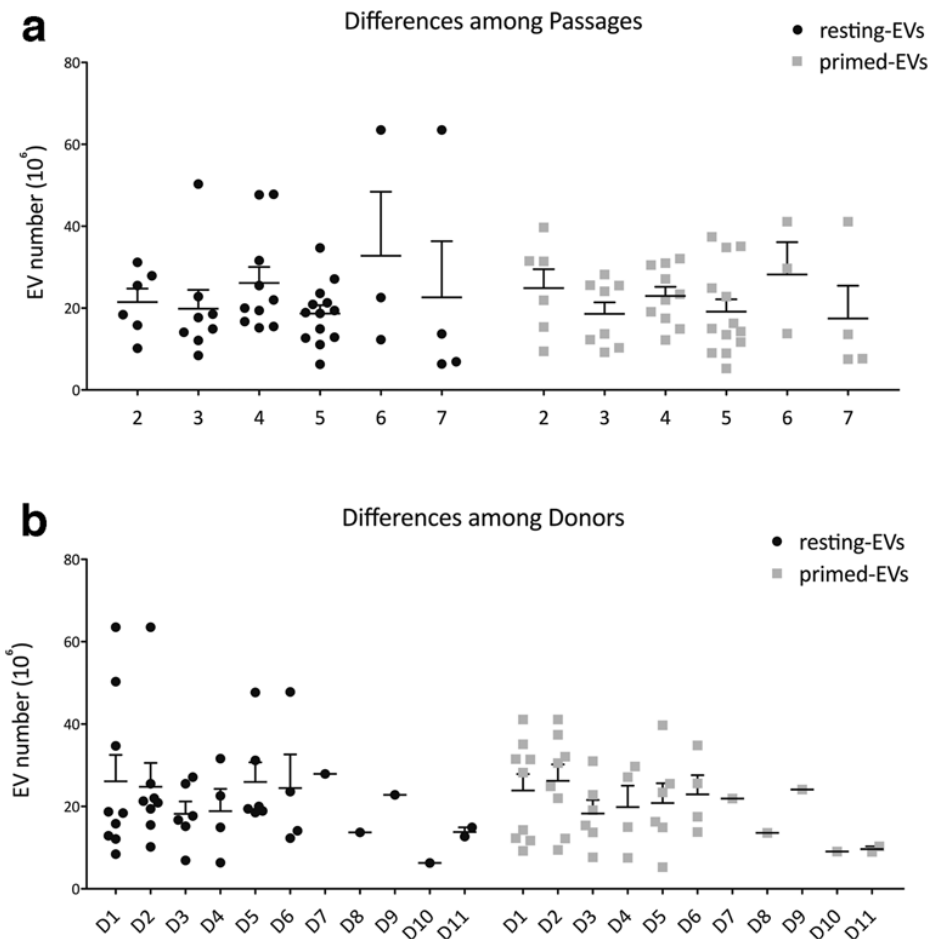 a
Differences among Passages
resting-EVs
primed-EVs
EV number (10⁶)
80
60
40
20
0
2 3 4 5 6 7 2 3 4 5 6 7
b
Differences among Donors
resting-EVs
primed-EVs
EV number (10⁶)
80
60
40
20
0
D1 D2 D3 D4 D5 D6 D7 D8 D9 D10 D11 D1 D2 D3 D4 D5 D6 D7 D8 D9 D10 D11